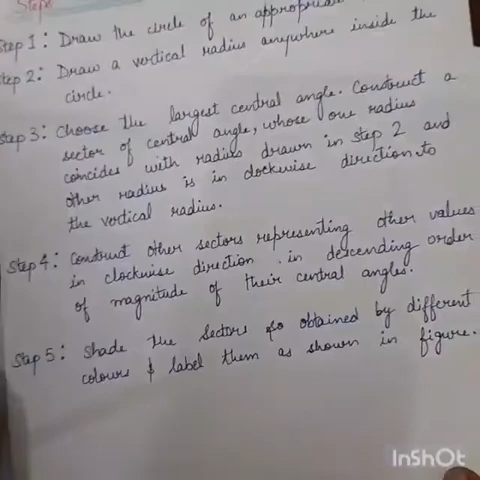 Steps
Step 1: Draw the circle of an appropriate
Step 2: Draw a vertical radius anywhere inside the
circle.
Step 3: Choose the largest central angle. Construct a
sector of central angle, whose one radius
coincides with radius drawn in step 2 and
other radius is in clockwise direction to
the vertical radius.
Step 4: Construct other sectors representing other values
in clockwise direction in descending order
of magnitude of their central angles.
Step 5: Shade the sectors so obtained by different
colours & label them as shown in figure.
InShOt